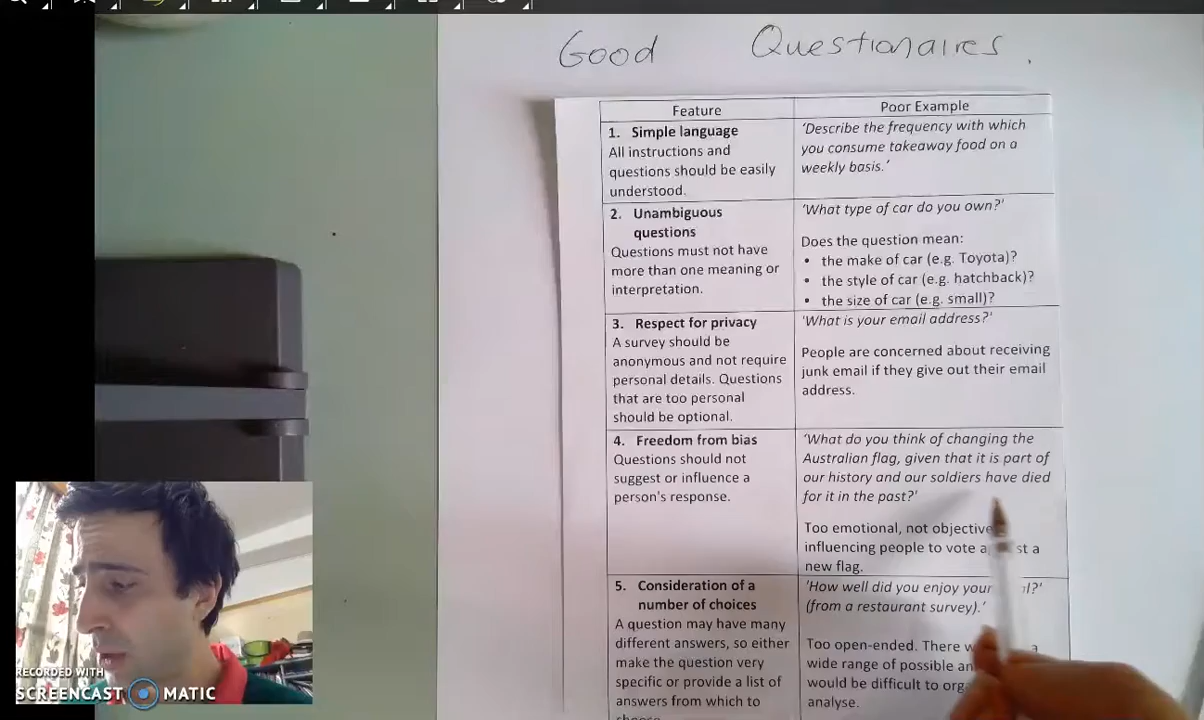 Good Questionaires.
Feature
Poor Example
1. Simple language
All instructions and
questions should be easily
understood.
'Describe the frequency with which
you consume takeaway food on a
weekly basis.'
2. Unambiguous
questions
Questions must not have
more than one meaning or
interpretation.
'What type of car do you own?'
Does the question mean:
• the make of car (e.g. Toyota)?
• the style of car (e.g. hatchback)?
• the size of car (e.g. small)?
3. Respect for privacy
A survey should be
anonymous and not require
personal details. Questions
that are too personal
should be optional.
'What is your email address?'
People are concerned about receiving
junk email if they give out their email
address.
4. Freedom from bias
Questions should not
suggest or influence a
person's response.
'What do you think of changing the
Australian flag, given that it is part of
our history and our soldiers have died
for it in the past?'
Too emotional, not objective
influencing people to vote a
new flag.
5. Consideration of a
number of choices
A question may have many
different answers, so either
make the question very
specific or provide a list of
answers from which to
'How well did you enjoy your
(from a restaurant survey).'
Too open-ended. There
wide range of possible
would be difficult to
analyse.
RECORDED WITH
SCREENCAST MATIC